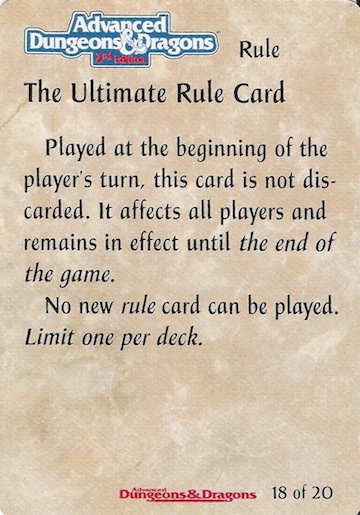 Advanced
Dungeons & Dragons
2nd Edition
Rule
The Ultimate Rule Card
Played at the beginning of the
player's turn, this card is not dis-
carded. It affects all players and
remains in effect until the end of
the game.
No new rule card can be played.
Limit one per deck.
Advanced
Dungeons & Dragons
18 of 20